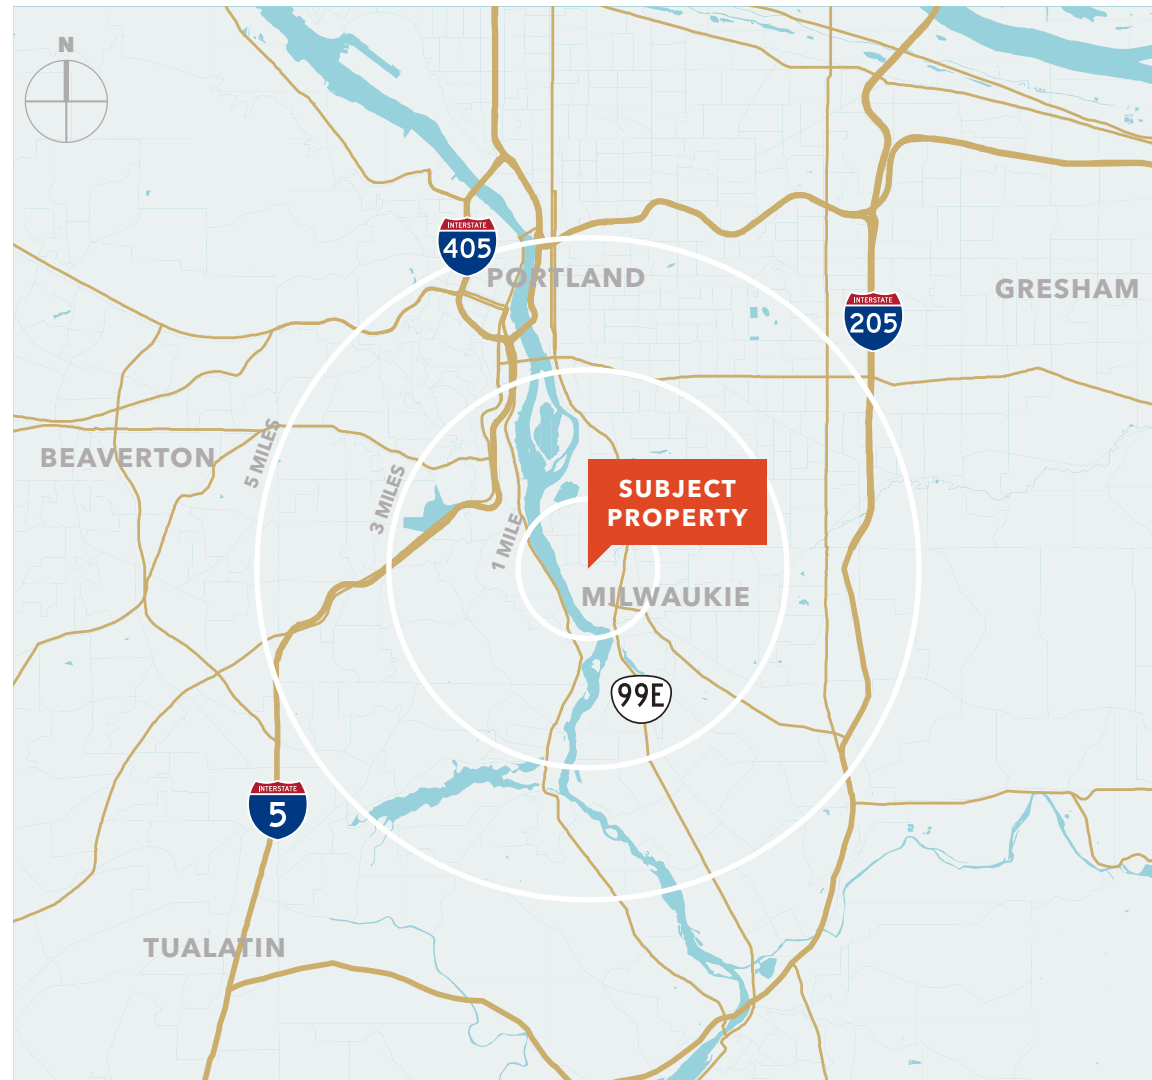 N
INTERSTATE
405
PORTLAND
GRESHAM
INTERSTATE
205
5 MILES
BEAVERTON
3 MILES
SUBJECT
PROPERTY
1 MILE
MILWAUKIE
99E
INTERSTATE
5
TUALATIN